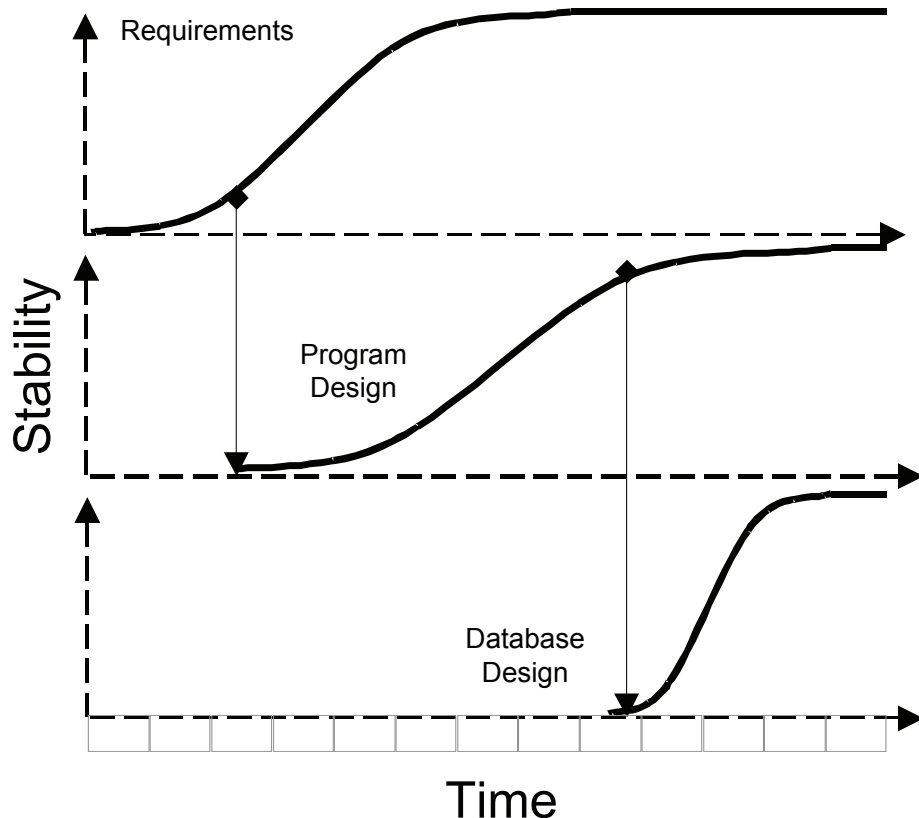 Requirements
Stability
Program
Design
Database
Design
Time